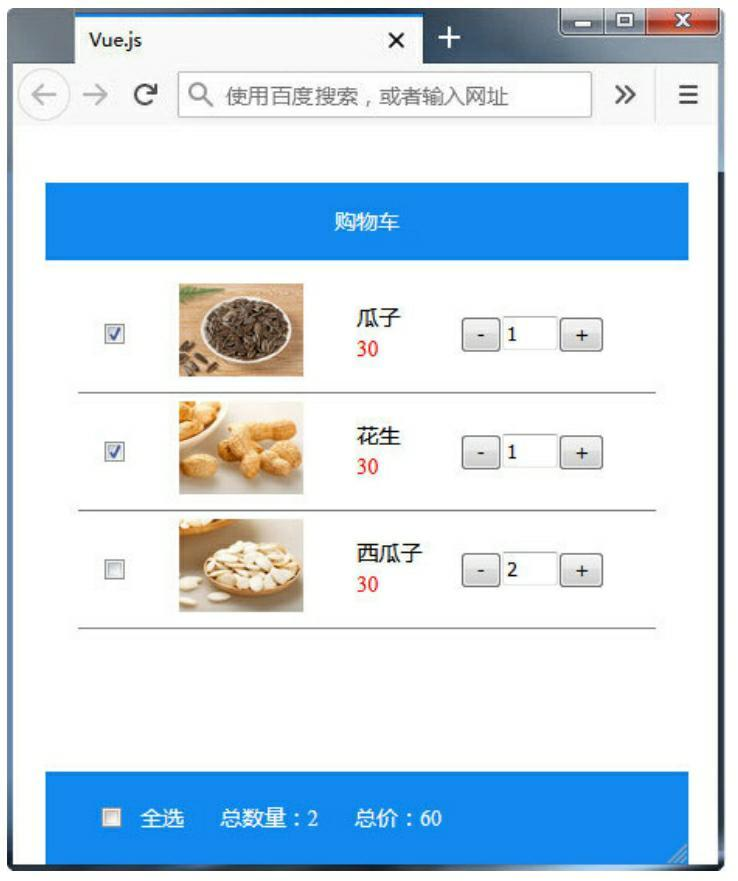 Vue.js
使用百度搜索，或者输入网址
购物车
瓜子
30
- 1 +
花生
30
- 1 +
西瓜子
30
- 2 +
全选 总数量：2 总价：60